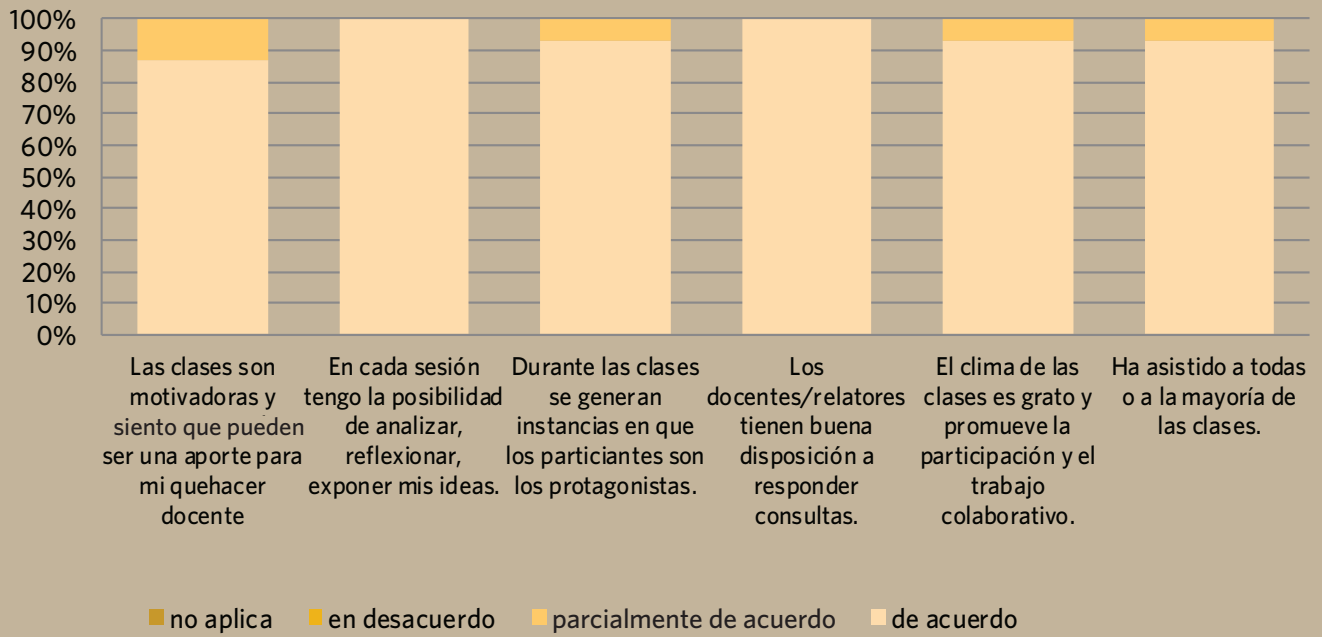 100%
90%
80%
70%
60%
50%
40%
30%
20%
10%
0%
Las clases son
motivadoras y
siento que pueden
ser una aporte para
mi quehacer
docente
En cada sesión
tengo la posibilidad
de analizar,
reflexionar,
exponer mis ideas.
Durante las clases
se generan
instancias en que
los particiantes son
los protagonistas.
Los
docentes/relatores
tienen buena
disposición a
responder
consultas.
El clima de las
clases es grato y
promueve la
participación y el
trabajo
colaborativo.
Ha asistido a todas
o a la mayoría de
las clases.
no aplica en desacuerdo parcialmente de acuerdo de acuerdo